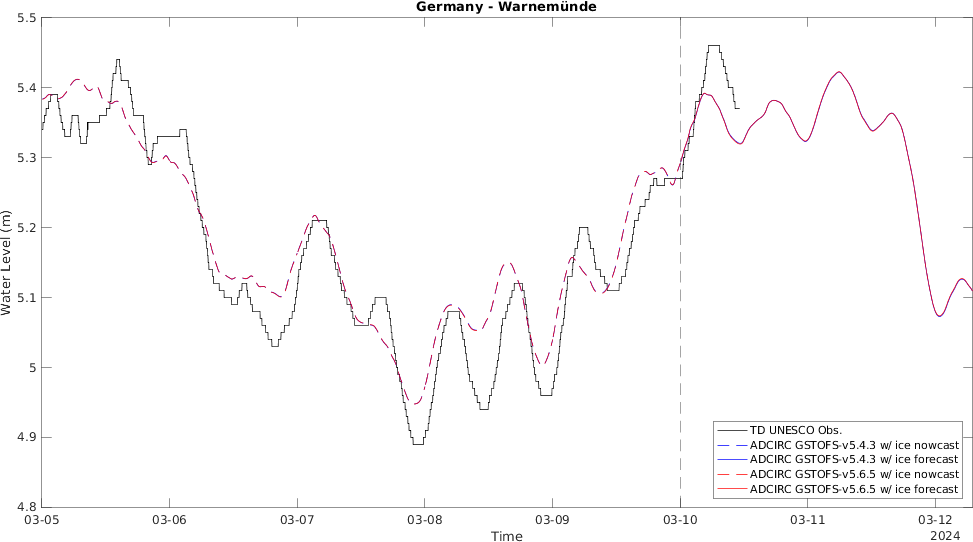 Germany - Warnemünde
Water Level (m)
5.5
5.4
5.3
5.2
5.1
5
4.9
4.8
TD UNESCO Obs.
ADCIRC GSTOFS-v5.4.3 w/ ice nowcast
ADCIRC GSTOFS-v5.4.3 w/ ice forecast
ADCIRC GSTOFS-v5.6.5 w/ ice nowcast
ADCIRC GSTOFS-v5.6.5 w/ ice forecast
03-05 03-06 03-07 03-08 03-09 03-10 03-11 03-12
Time
2024